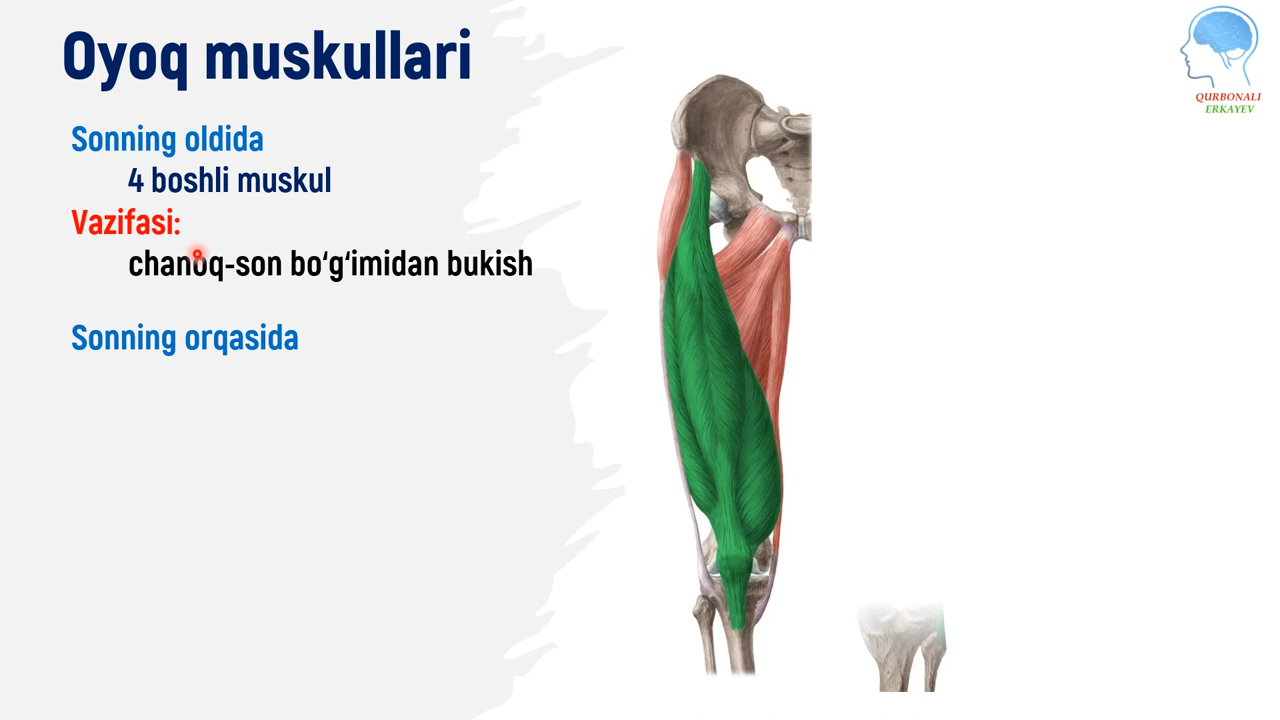 Oyoq muskullari
QURBONALI
ERKAYEV
Sonning oldida
4 boshli muskul
Vazifasi:
chanoq-son bo‘g‘imidan bukish
Sonning orqasida